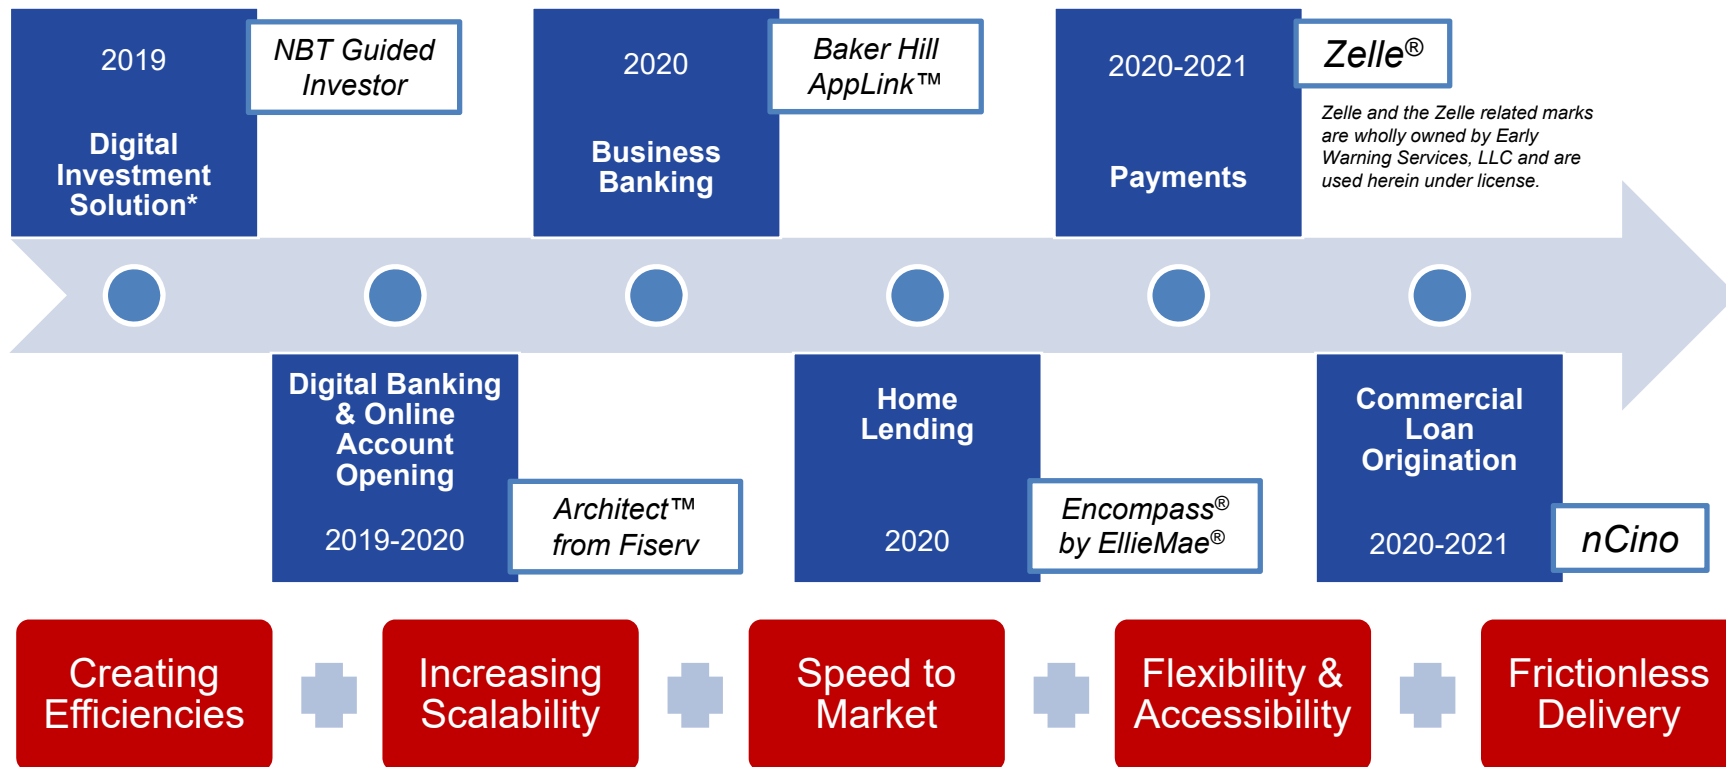 2019
Digital
Investment
Solution*
NBT Guided
Investor
2020
Business
Banking
Baker Hill
AppLink™
2020-2021
Payments
Zelle®
Zelle and the Zelle related marks
are wholly owned by Early
Warning Services, LLC and are
used herein under license.
Digital Banking
& Online
Account
Opening
2019-2020
Architect™
from Fiserv
Home
Lending
2020
Encompass®
by EllieMae®
Commercial
Loan
Origination
2020-2021
nCino
Creating
Efficiencies
Increasing
Scalability
Speed to
Market
Flexibility &
Accessibility
Frictionless
Delivery